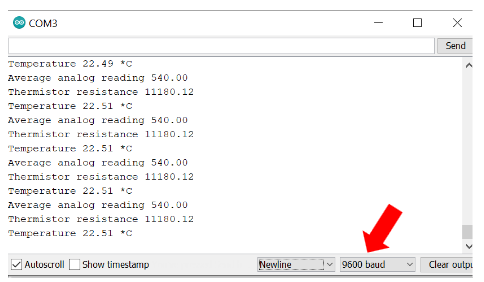 COM3
Send
Temperature 22.49 *C
Average analog reading 540.00
Thermistor resistance 11180.12
Temperature 22.51 *C
Average analog reading 540.00
Thermistor resistance 11180.12
Temperature 22.51 *C
Average analog reading 540.00
Thermistor resistance 11180.12
Temperature 22.51 *C
Average analog reading 540.00
Thermistor resistance 11180.12
Temperature 22.51 *C
Autoscroll Show timestamp Newline 9600 baud Clear outpu